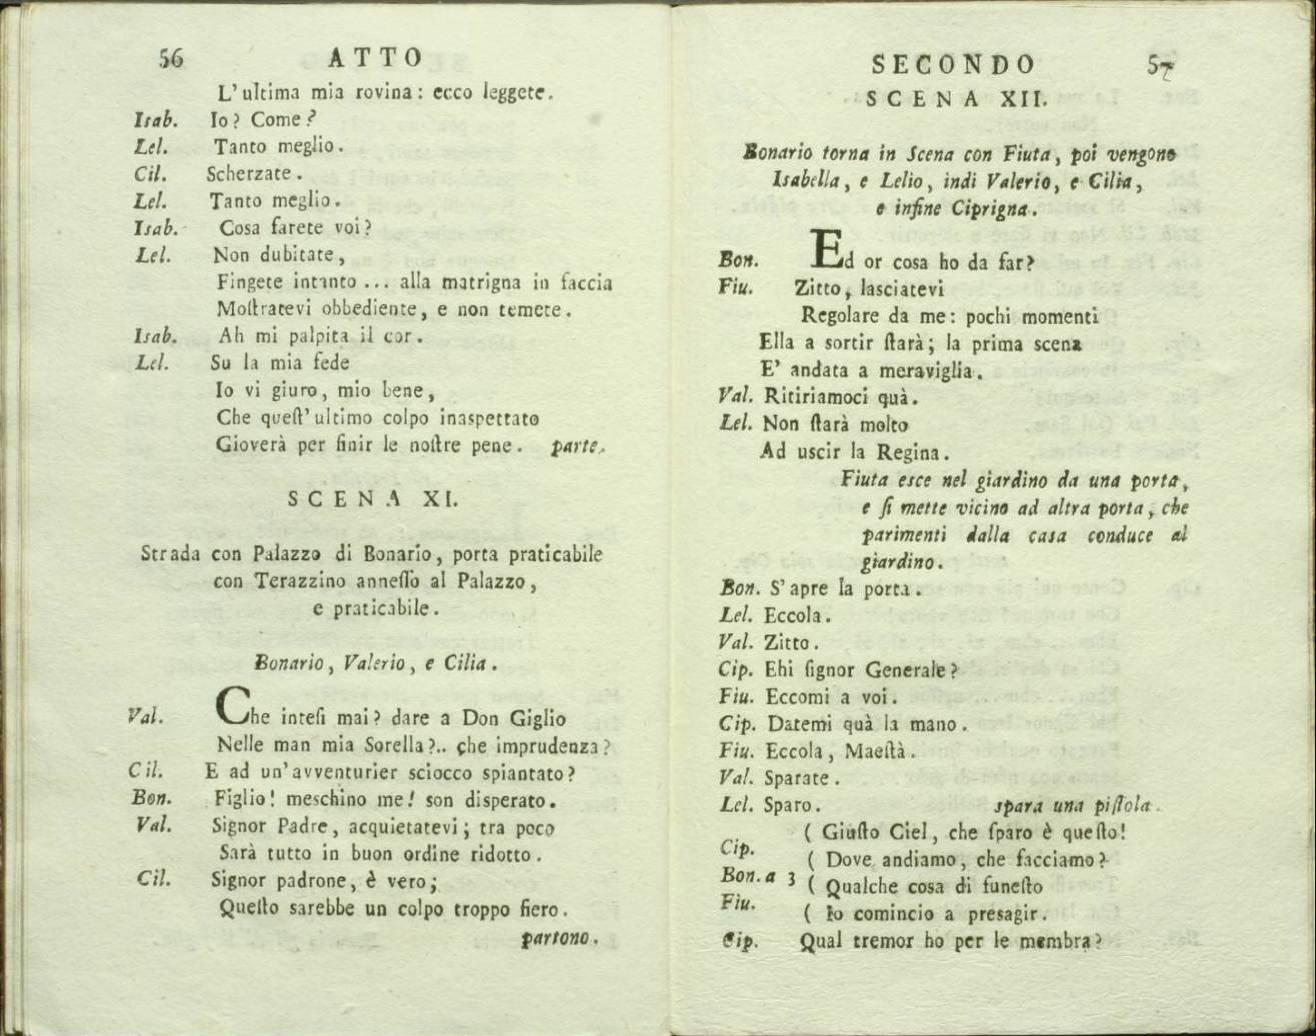 56 ATTO
L'ultima mia rovina: ecco leggete.
Isab. Io? Come?
Lel. Tanto meglio.
Cil. Scherzate.
Lel. Tanto meglio.
Isab. Cosa farete voi?
Lel. Non dubitate,
Fingete intanto ... alla matrigna in faccia
Moſtratevi obbediente, e non temete.
Isab. Ah mi palpita il cor.
Lel. Su la mia fede
Io vi giuro, mio bene,
Che queſt' ultimo colpo inaspettato
Gioverà per finir le noſtre pene. parte.
SCENA XI.
Strada con Palazzo di Bonario, porta praticabile
con Terazzino anneſſo al Palazzo,
e praticabile.
Bonario, Valerio, e Cilia.
Val. Che inteſi mai? dare a Don Giglio
Nelle man mia Sorella?.. che imprudenza?
Cil. E ad un'avventurier sciocco spiantato?
Bon. Figlio! meschino me! son disperato.
Val. Signor Padre, acquietatevi; tra poco
Sarà tutto in buon ordine ridotto.
Cil. Signor padrone, è vero;
Queſto sarebbe un colpo troppo fiero.
partono.
SECONDO 57
SCENA XII.
Bonario torna in Scena con Fiuta, poi vengono
Isabella, e Lelio, indi Valerio, e Cilia,
e infine Ciprigna.
Bon. Ed or cosa ho da far?
Fiu. Zitto, lasciatevi
Regolare da me: pochi momenti
Ella a sortir ſtarà; la prima scena
E' andata a meraviglia.
Val. Ritiriamoci quà.
Lel. Non ſtarà molto
Ad uscir la Regina.
Fiuta esce nel giardino da una porta,
e ſi mette vicino ad altra porta, che
parimenti dalla casa conduce al
giardino.
Bon. S'apre la porta.
Lel. Eccola.
Val. Zitto.
Cip. Ehi ſignor Generale?
Fiu. Eccomi a voi.
Cip. Datemi quà la mano.
Fiu. Eccola, Maeſtà.
Val. Sparate.
Lel. Sparo. spara una piſtola.
( Giuſto Ciel, che ſparo è queſto!
Cip. ( Dove andiamo, che facciamo?
Bon. a 3 ( Qualche cosa di funeſto
Fiu. ( Io comincio a presagir.
Cip. Qual tremor ho per le membra?